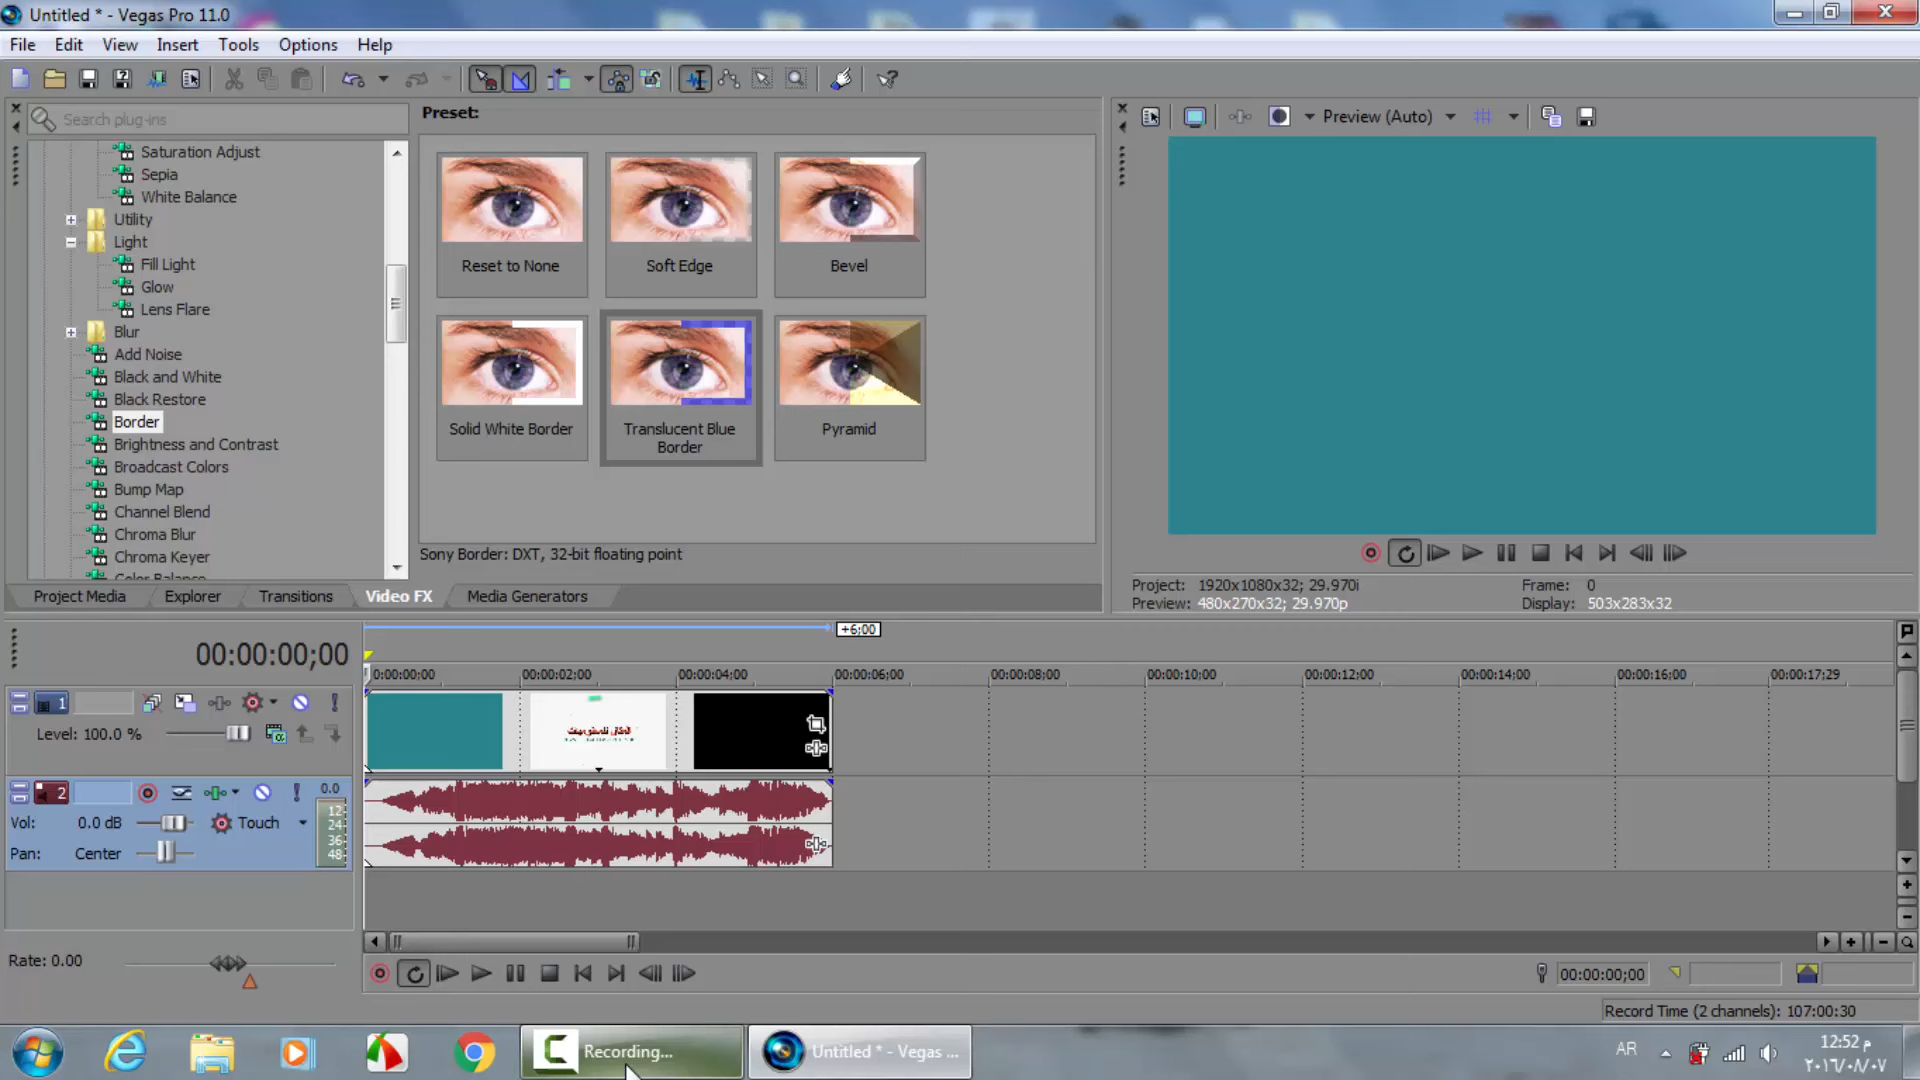 Untitled * - Vegas Pro 11.0
File Edit View Insert Tools Options Help
Search plug-ins
Preset:
Preview (Auto)
Saturation Adjust
Sepia
White Balance
Utility
Light
Fill Light
Glow
Lens Flare
Blur
Add Noise
Black and White
Black Restore
Border
Brightness and Contrast
Broadcast Colors
Bump Map
Channel Blend
Chroma Blur
Chroma Keyer
Color Balance
Reset to None
Soft Edge
Bevel
Solid White Border
Translucent Blue
Border
Pyramid
Sony Border: DXT, 32-bit floating point
Project Media Explorer Transitions Video FX Media Generators
Project: 1920x1080x32; 29.970i
Frame: 0
Preview: 480x270x32; 29.970p
Display: 503x283x32
00:00:00;00
+6;00
0:00:00;00 00:00:02;00 00:00:04;00 00:00:06;00 00:00:08;00 00:00:10;00 00:00:12;00 00:00:14;00 00:00:16;00 00:00:17;29
1
Level: 100.0 %
2
0.0
12
24
36
48
Vol: 0.0 dB
Touch
Pan: Center
Rate: 0.00
00:00:00;00
Record Time (2 channels): 107:00:30
Recording...
Untitled * - Vegas ...
AR
12:52 م
٢٠١٦/٠٨/٠٧